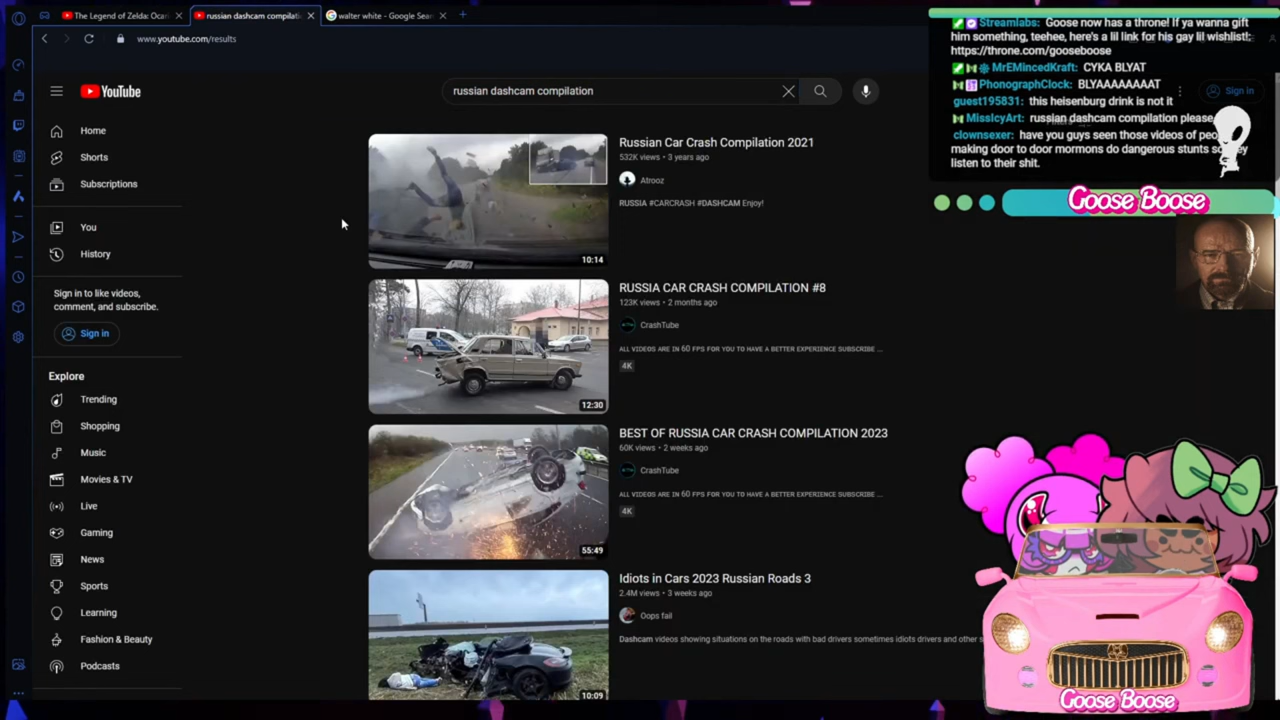 The Legend of Zelda: Ocari
russian dashcam compilati
walter white - Google Sear
www.youtube.com/results
YouTube
russian dashcam compilation
Sign in
Home
Shorts
Subscriptions
You
History
Sign in to like videos,
comment, and subscribe.
Sign in
Explore
Trending
Shopping
Music
Movies & TV
Live
Gaming
News
Sports
Learning
Fashion & Beauty
Podcasts
10:14
Russian Car Crash Compilation 2021
532K views • 3 years ago
Atrooz
RUSSIA #CARCRASH #DASHCAM Enjoy!
12:30
RUSSIA CAR CRASH COMPILATION #8
123K views • 2 months ago
CrashTube
ALL VIDEOS ARE IN 60 FPS FOR YOU TO HAVE A BETTER EXPERIENCE SUBSCRIBE ...
4K
55:49
BEST OF RUSSIA CAR CRASH COMPILATION 2023
60K views • 2 weeks ago
CrashTube
ALL VIDEOS ARE IN 60 FPS FOR YOU TO HAVE A BETTER EXPERIENCE SUBSCRIBE ...
4K
10:09
Idiots in Cars 2023 Russian Roads 3
2.4M views • 3 weeks ago
Oops fail
Dashcam videos showing situations on the roads with bad drivers sometimes idiots drivers and other s
Streamlabs: Goose now has a throne! If ya wanna gift
him something, teehee, here's a lil link for his gay lil wishlist!:
https://throne.com/gooseboose
MrEMincedKraft: CYKA BLYAT
PhonographClock: BLYAAAAAAAT
guest195831: this heisenburg drink is not it
MissIcyArt: russian dashcam compilation please
clownsexer: have you guys seen those videos of
making door to door mormons do dangerous stunts
listen to their shit.
Goose Boose
Goose Boose